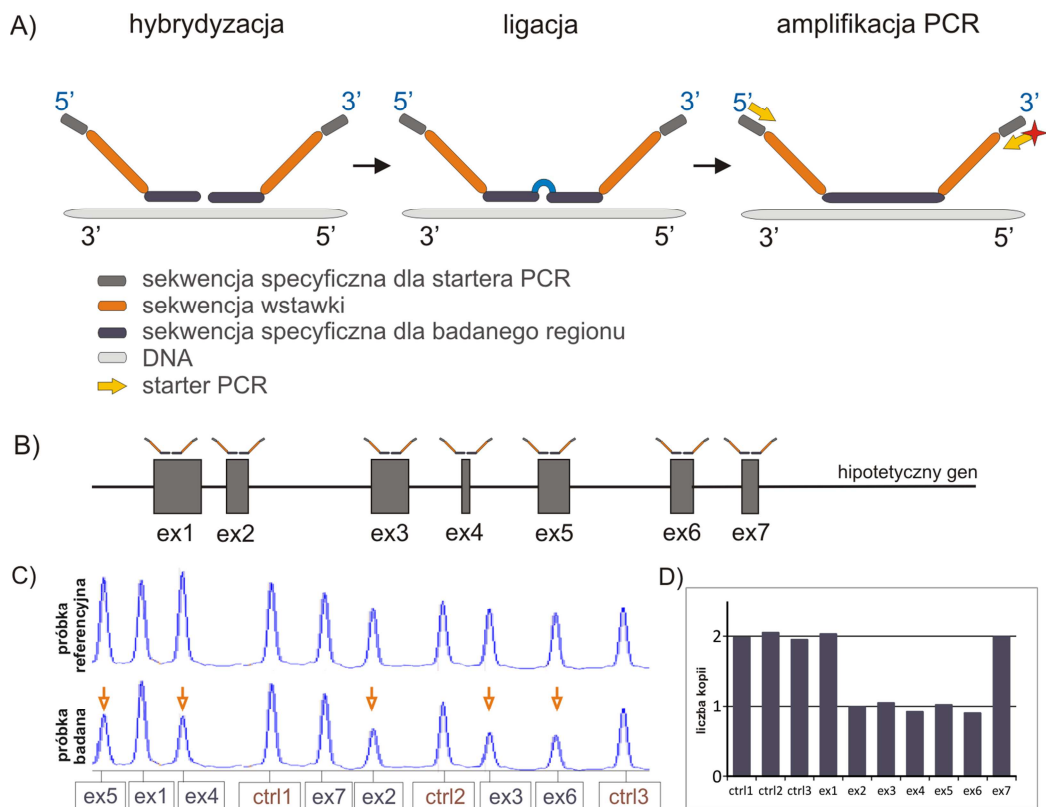 A)
hybrydyzacja ligacja amplifikacja PCR
5' 3' 5' 3' 5' 3'
3' 5' 3' 5' 3' 5'
sekwencja specyficzna dla startera PCR
sekwencja wstawki
sekwencja specyficzna dla badanego regionu
DNA
starter PCR
B)
hipotetyczny gen
ex1 ex2 ex3 ex4 ex5 ex6 ex7
C)
próbka
referencyjna
próbka
badana
ex5 ex1 ex4 ctrl1 ex7 ex2 ctrl2 ex3 ex6 ctrl3
D)
liczba kopii
2
1
0
ctrl1 ctrl2 ctrl3 ex1 ex2 ex3 ex4 ex5 ex6 ex7